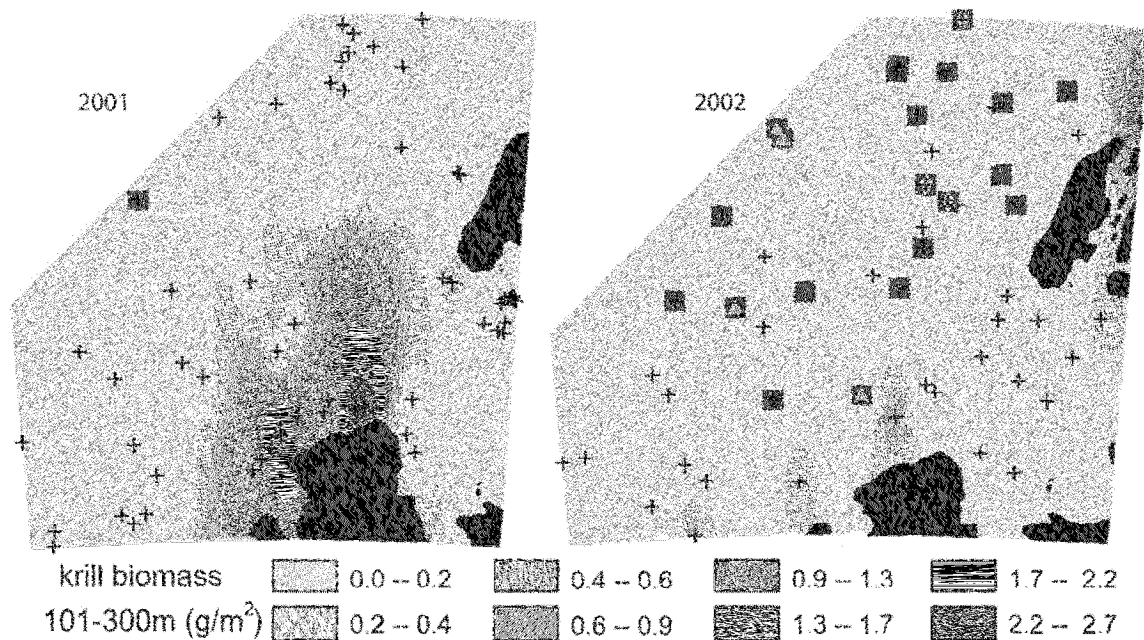 2001
2002
krill biomass 0.0 – 0.2 0.4 – 0.6 0.9 – 1.3 1.7 – 2.2
101-300m (g/m²) 0.2 – 0.4 0.6 – 0.9 1.3 – 1.7 2.2 – 2.7